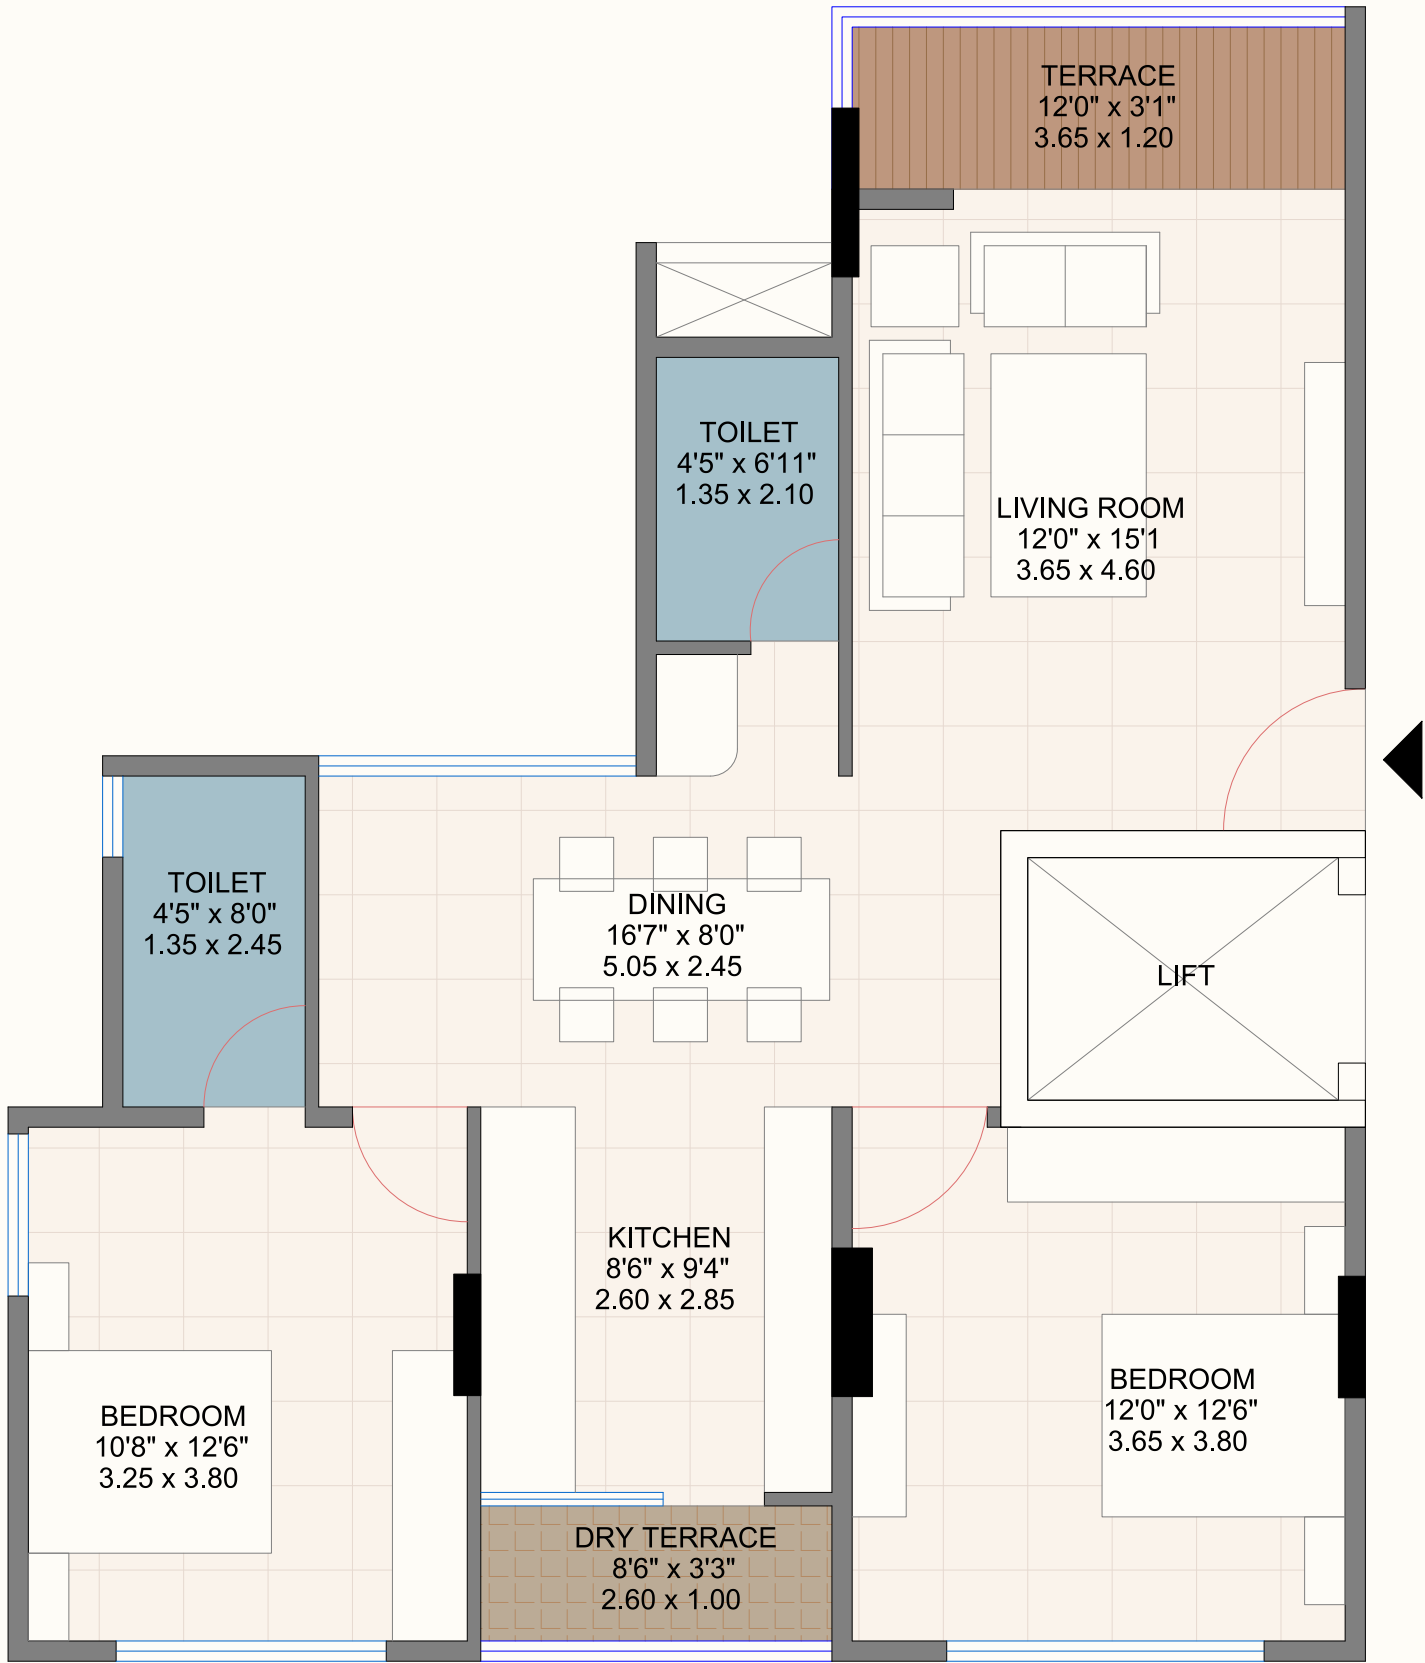 TERRACE
12'0" x 3'1"
3.65 x 1.20
TOILET
4'5" x 6'11"
1.35 x 2.10
LIVING ROOM
12'0" x 15'1
3.65 x 4.60
TOILET
4'5" x 8'0"
1.35 x 2.45
DINING
16'7" x 8'0"
5.05 x 2.45
LIFT
KITCHEN
8'6" x 9'4"
2.60 x 2.85
BEDROOM
10'8" x 12'6"
3.25 x 3.80
BEDROOM
12'0" x 12'6"
3.65 x 3.80
DRY TERRACE
8'6" x 3'3"
2.60 x 1.00